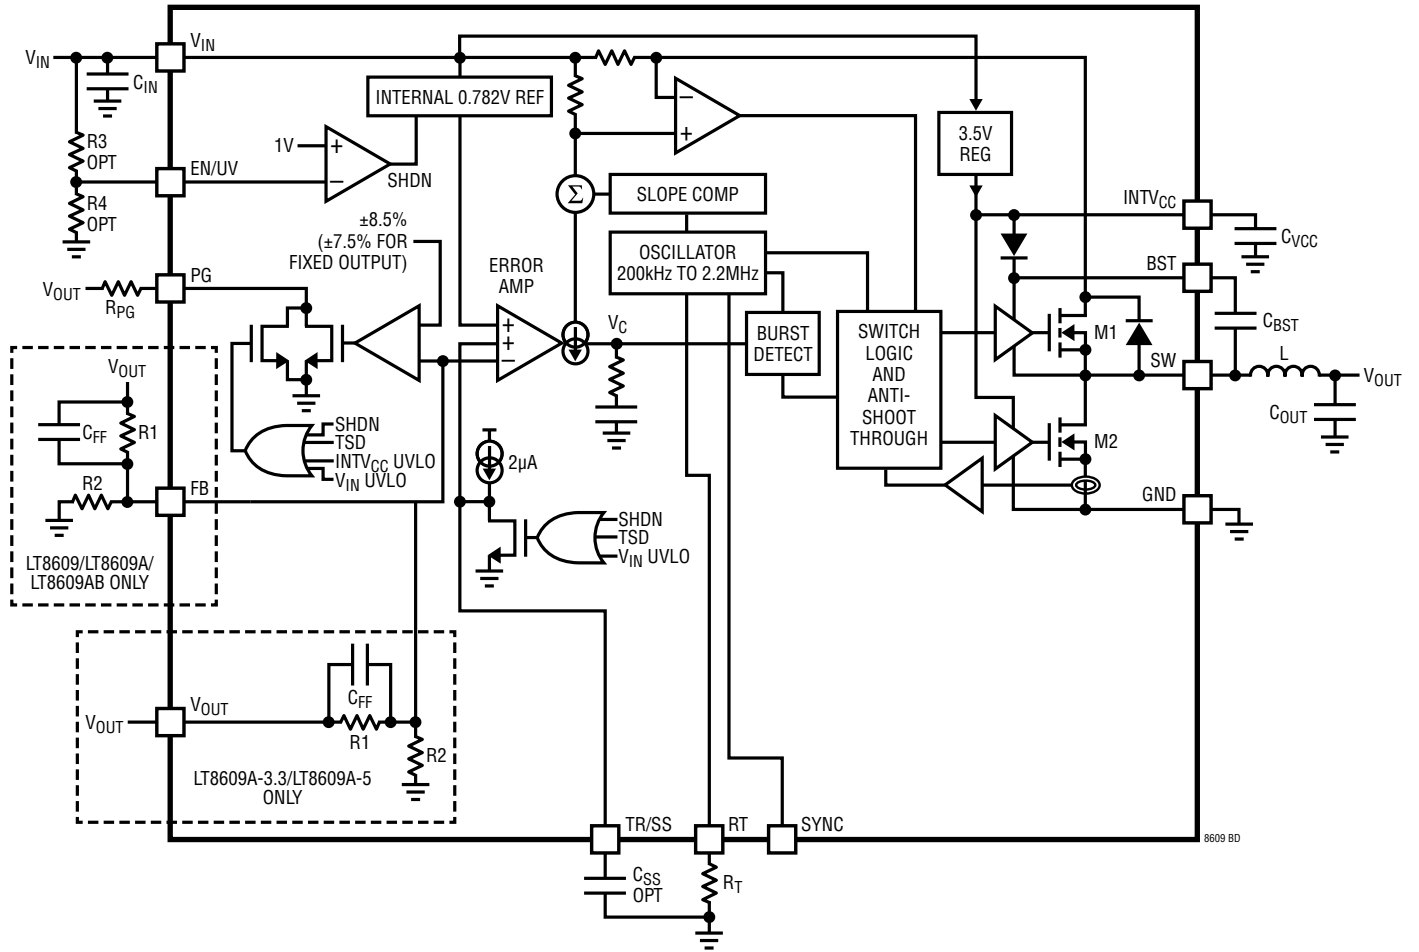 VIN
VIN
CIN
R3
OPT
R4
OPT
EN/UV
1V
SHDN
INTERNAL 0.782V REF
Σ
SLOPE COMP
OSCILLATOR
200kHz TO 2.2MHz
3.5V
REG
INTVCC
CVCC
BST
CBST
±8.5%
(±7.5% FOR
FIXED OUTPUT)
ERROR
AMP
PG
VOUT
RPG
VC
BURST
DETECT
SWITCH
LOGIC
AND
ANTI-
SHOOT
THROUGH
M1
SW
L
VOUT
COUT
M2
GND
VOUT
CFF
R1
R2
FB
LT8609/LT8609A/
LT8609AB ONLY
SHDN
TSD
INTVCC UVLO
VIN UVLO
2µA
SHDN
TSD
VIN UVLO
VOUT
VOUT
CFF
R1
R2
LT8609A-3.3/LT8609A-5
ONLY
TR/SS
RT
SYNC
8609 BD
CSS
OPT
RT